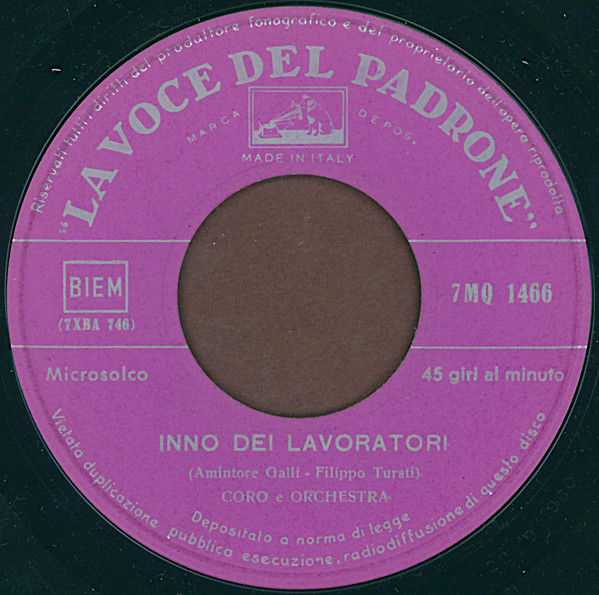 Riservati tutti i diritti del produttore fonografico e del proprietario dell'opera riprodotta
"LA VOCE DEL PADRONE"
MARCA DEPOS.
MADE IN ITALY
BIEM
(7XBA 746)
7MQ 1466
Microsolco
45 giri al minuto
INNO DEI LAVORATORI
(Amintore Galli - Filippo Turati)
CORO e ORCHESTRA
Depositato a norma di legge
Vietata duplicazione pubblica esecuzione, radiodiffusione di questo disco